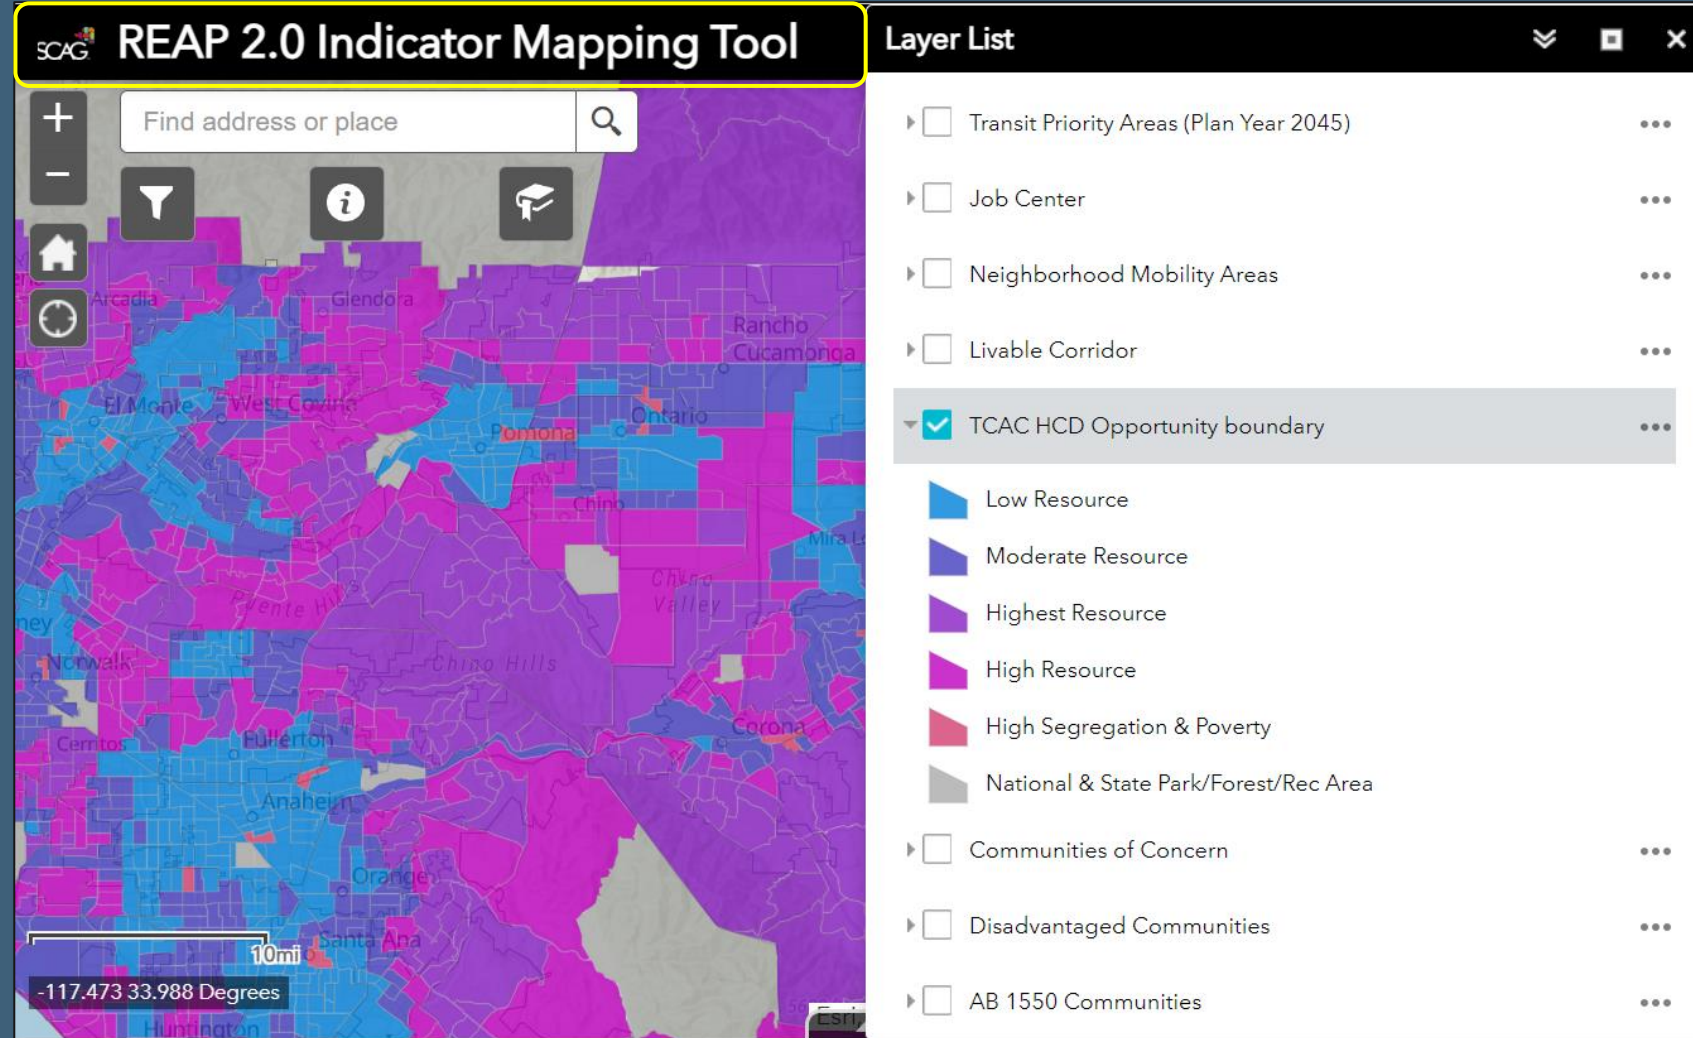 SCAG REAP 2.0 Indicator Mapping Tool
Layer List
Find address or place
Arcadia
Glendora
Rancho
Cucamonga
El Monte
West Covina
Ontario
Pomona
Chino
Mira L
Chino
Valley
Puente Hills
ney
Norwalk
Chino Hills
Corona
Cerritos
Fullerton
Anaheim
Orange
Santa Ana
10mi
-117.473 33.988 Degrees
Huntington
Esri,
Transit Priority Areas (Plan Year 2045)
Job Center
Neighborhood Mobility Areas
Livable Corridor
TCAC HCD Opportunity boundary
Low Resource
Moderate Resource
Highest Resource
High Resource
High Segregation & Poverty
National & State Park/Forest/Rec Area
Communities of Concern
Disadvantaged Communities
AB 1550 Communities